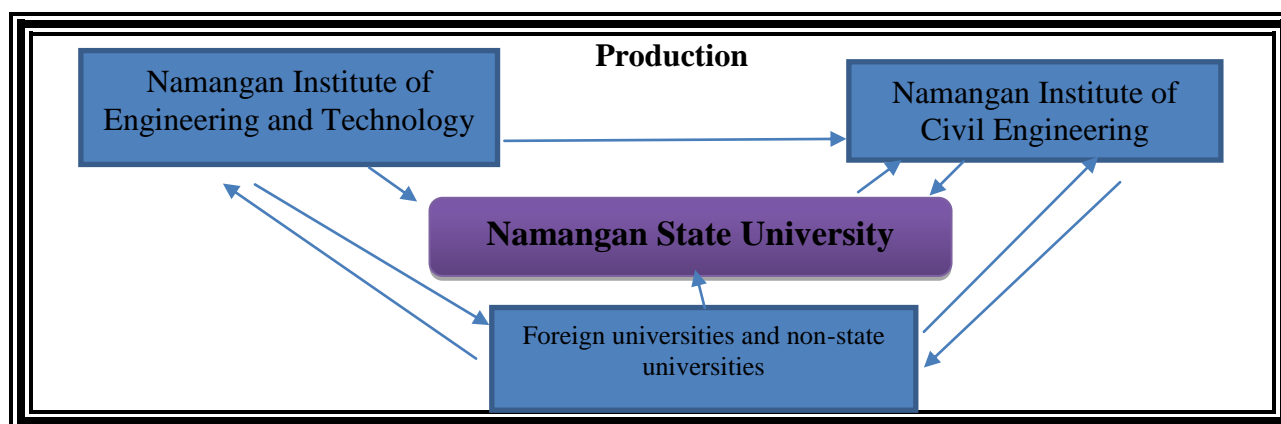 Production
Namangan Institute of
Engineering and Technology
Namangan Institute of
Civil Engineering
Namangan State University
Foreign universities and non-state
universities